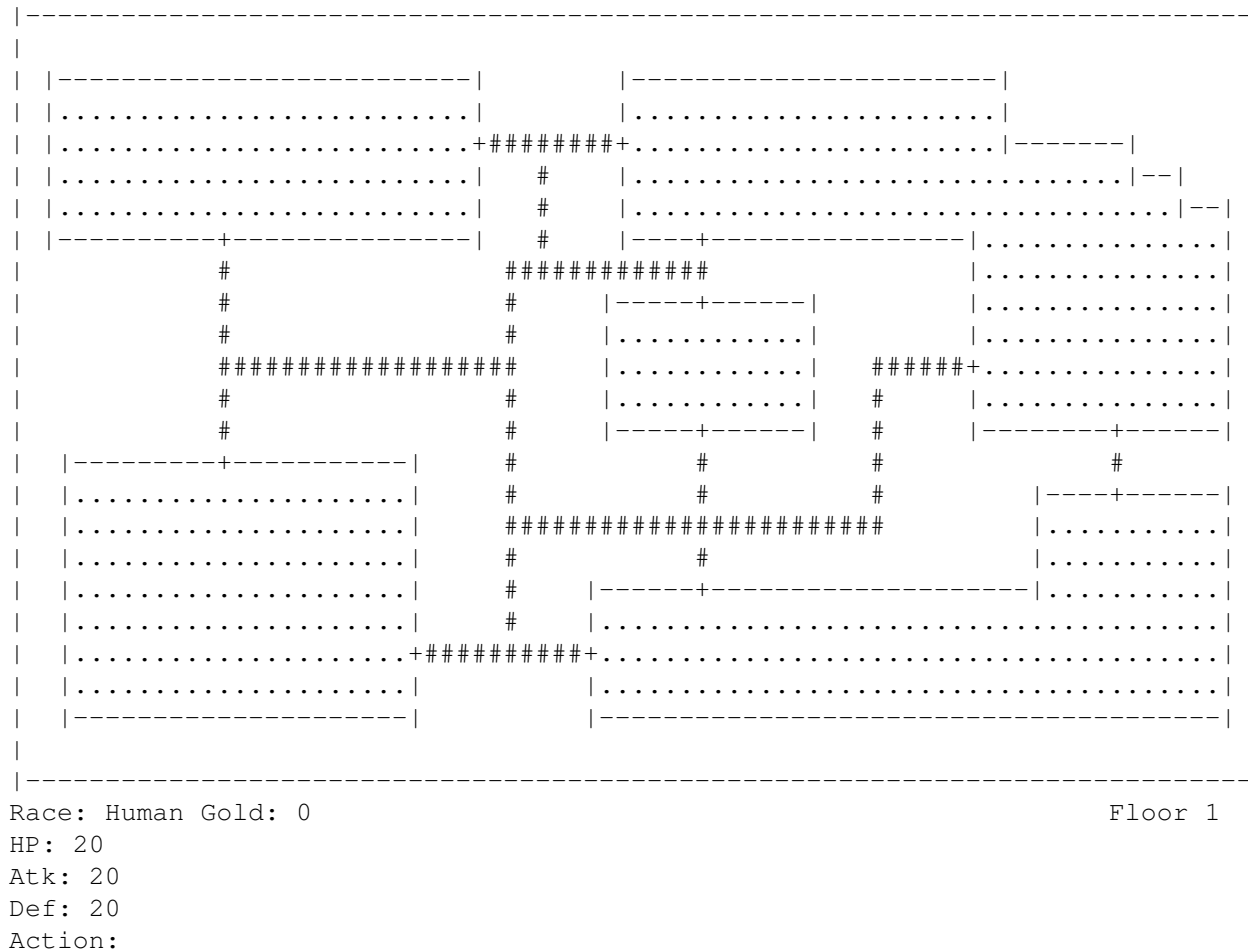 |-----------------------------------------------------------------------------
|
| |--------------------------|        |-----------------------|
| |..........................|        |.......................|
| |..........................+########+.......................|-------|
| |..........................|   #    |...............................|--|
| |..........................|   #    |..................................|--|
| |----------+---------------|   #    |----+----------------|...............|
|            #                 #############                |...............|
|            #                 #     |-----+------|         |...............|
|            #                 #     |............|         |...............|
|            ###################     |............|   ######+...............|
|            #                 #     |............|   #     |...............|
|            #                 #     |-----+------|   #     |--------+------|
|  |---------+-----------|     #           #          #              #
|  |.....................|     #           #          #         |----+------|
|  |.....................|     ########################         |...........|
|  |.....................|     #           #                    |...........|
|  |.....................|     #    |------+--------------------|...........|
|  |.....................|     #    |.......................................|
|  |.....................+##########+.......................................|
|  |.....................|          |.......................................|
|  |---------------------|          |---------------------------------------|
|
|-----------------------------------------------------------------------------
Race: Human Gold: 0                                                  Floor 1
HP: 20
Atk: 20
Def: 20
Action: